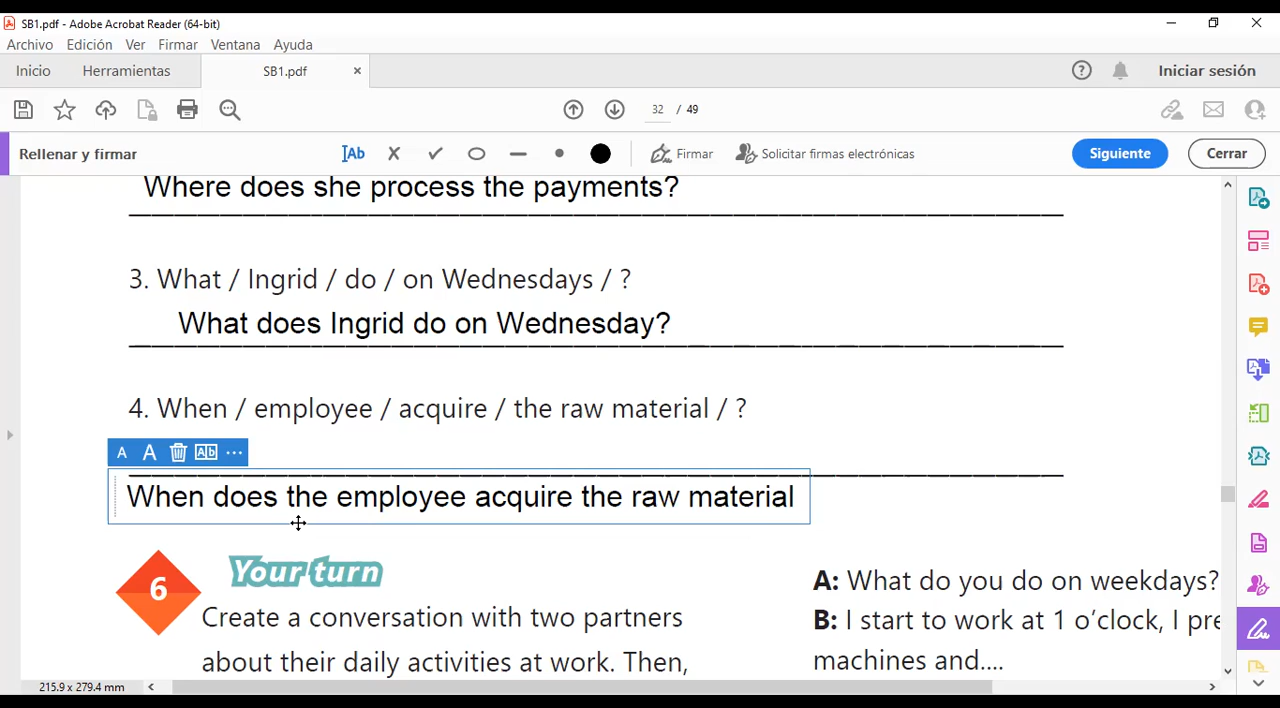 SB1.pdf - Adobe Acrobat Reader (64-bit)
Archivo Edición Ver Firmar Ventana Ayuda
Inicio Herramientas SB1.pdf × Iniciar sesión
32 / 49
Rellenar y firmar Ab Firmar Solicitar firmas electrónicas Siguiente Cerrar
Where does she process the payments?
3. What / Ingrid / do / on Wednesdays / ?
What does Ingrid do on Wednesday?
4. When / employee / acquire / the raw material / ?
A A Ab ...
When does the employee acquire the raw material
6 Your turn
Create a conversation with two partners
about their daily activities at work. Then,
A: What do you do on weekdays?
B: I start to work at 1 o’clock, I pre
machines and....
215.9 x 279.4 mm